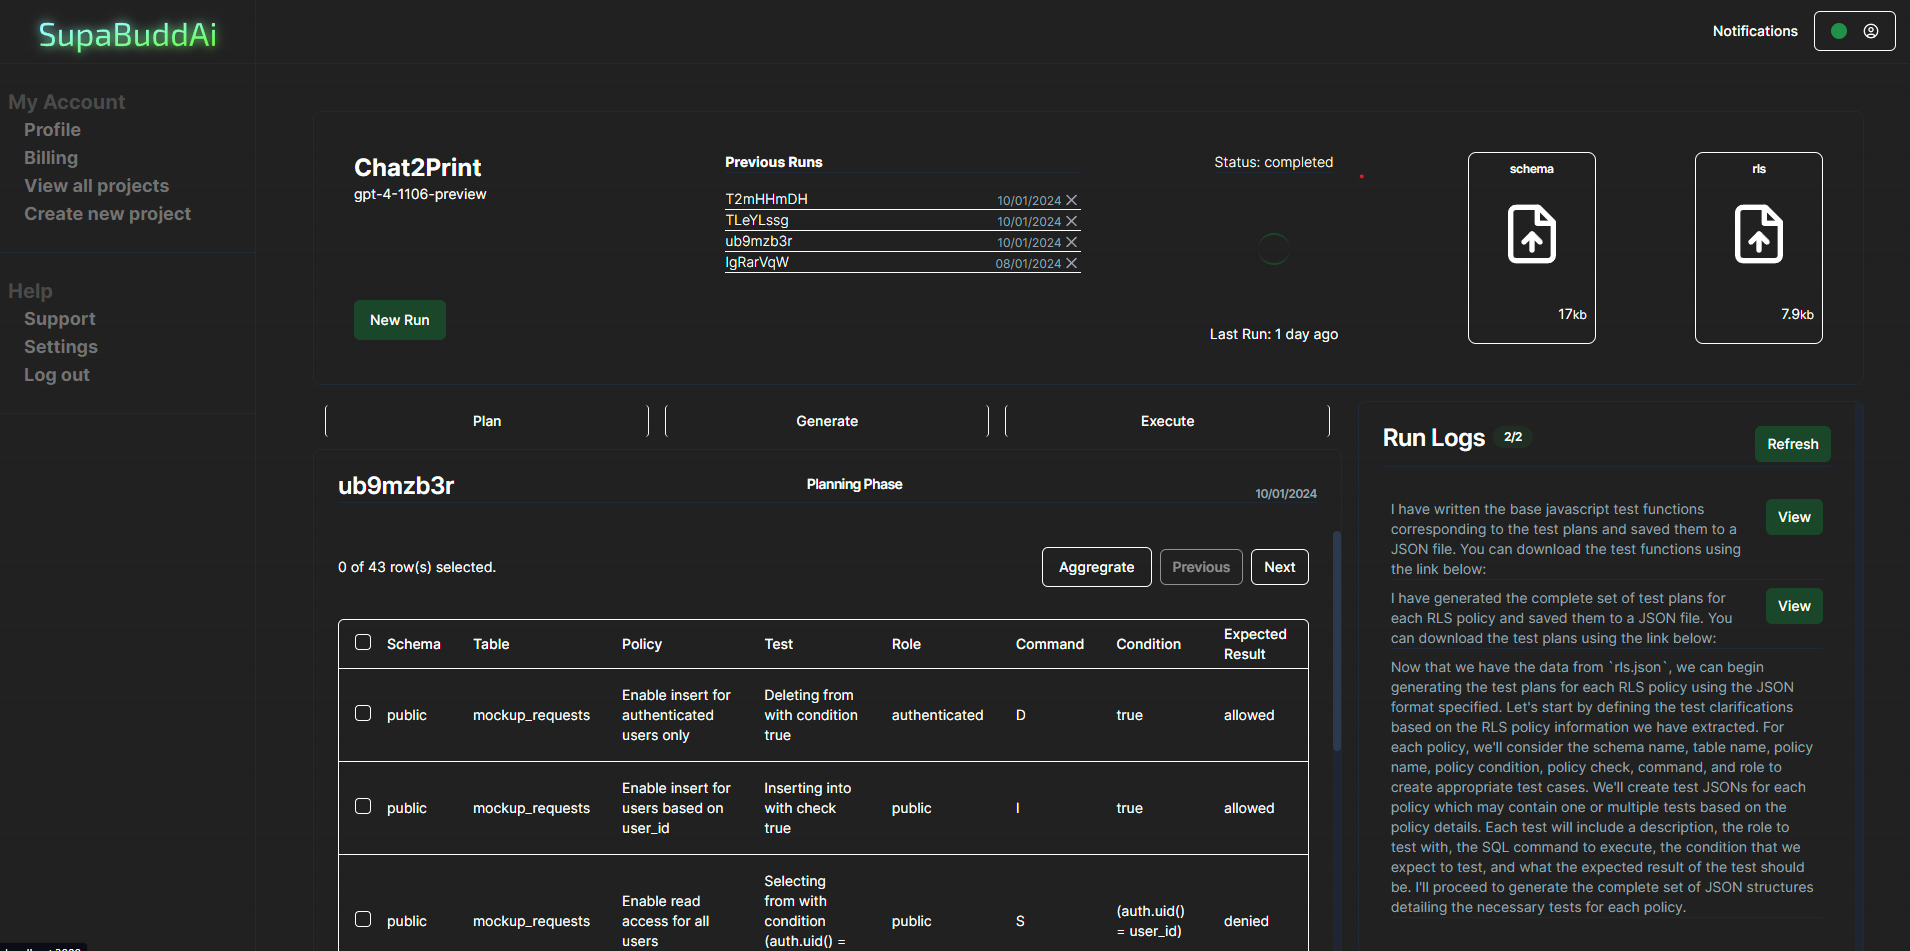 SupaBuddAi
Notifications
My Account
Profile
Billing
View all projects
Create new project
Help
Support
Settings
Log out
Chat2Print
gpt-4-1106-preview
New Run
Previous Runs
T2mHHmDH 10/01/2024
TLeYLssg 10/01/2024
ub9mzb3r 10/01/2024
IgRarVqW 08/01/2024
Status: completed
Last Run: 1 day ago
schema
17kb
rls
7.9kb
Plan
Generate
Execute
ub9mzb3r
Planning Phase
10/01/2024
0 of 43 row(s) selected.
Aggregrate
Previous
Next
Schema
Table
Policy
Test
Role
Command
Condition
Expected
Result
public
mockup_requests
Enable insert for
authenticated
users only
Deleting from
with condition
true
authenticated
D
true
allowed
public
mockup_requests
Enable insert for
users based on
user_id
Inserting into
with check
true
public
I
true
allowed
public
mockup_requests
Enable read
access for all
users
Selecting
from with
condition
(auth.uid() =
public
S
(auth.uid()
= user_id)
denied
Run Logs 2/2
Refresh
I have written the base javascript test functions
corresponding to the test plans and saved them to a
JSON file. You can download the test functions using
the link below:
View
I have generated the complete set of test plans for
each RLS policy and saved them to a JSON file. You
can download the test plans using the link below:
View
Now that we have the data from `rls.json`, we can begin
generating the test plans for each RLS policy using the JSON
format specified. Let's start by defining the test clarifications
based on the RLS policy information we have extracted. For
each policy, we'll consider the schema name, table name, policy
name, policy condition, policy check, command, and role to
create appropriate test cases. We'll create test JSONs for each
policy which may contain one or multiple tests based on the
policy details. Each test will include a description, the role to
test with, the SQL command to execute, the condition that we
expect to test, and what the expected result of the test should
be. I'll proceed to generate the complete set of JSON structures
detailing the necessary tests for each policy.